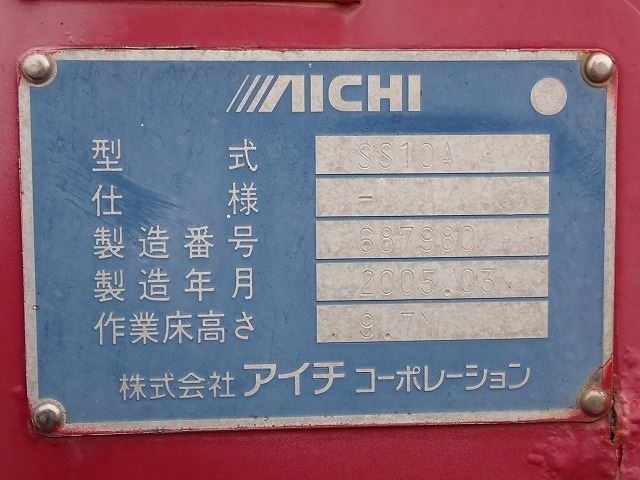 AICHI
型式 SS10A
仕様 -
製造番号 687980
製造年月 2005.03
作業床高さ 9.7M
株式会社 アイチ コーポレーション